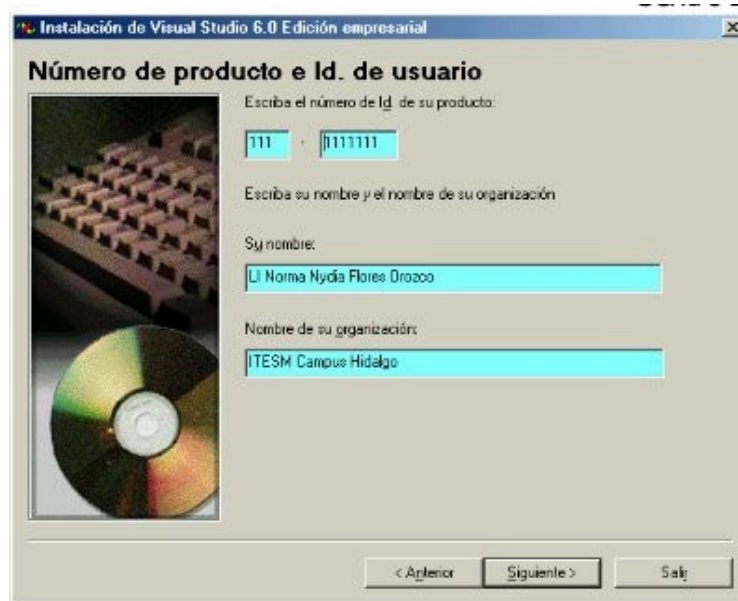 Instalación de Visual Studio 6.0 Edición empresarial
Número de producto e Id. de usuario
Escriba el número de Id. de su producto:
111 - 1111111
Escriba su nombre y el nombre de su organización
Su nombre:
LI Norma Nydia Flores Orozco
Nombre de su organización:
ITESM Campus Hidalgo
< Anterior Siguiente > Salir